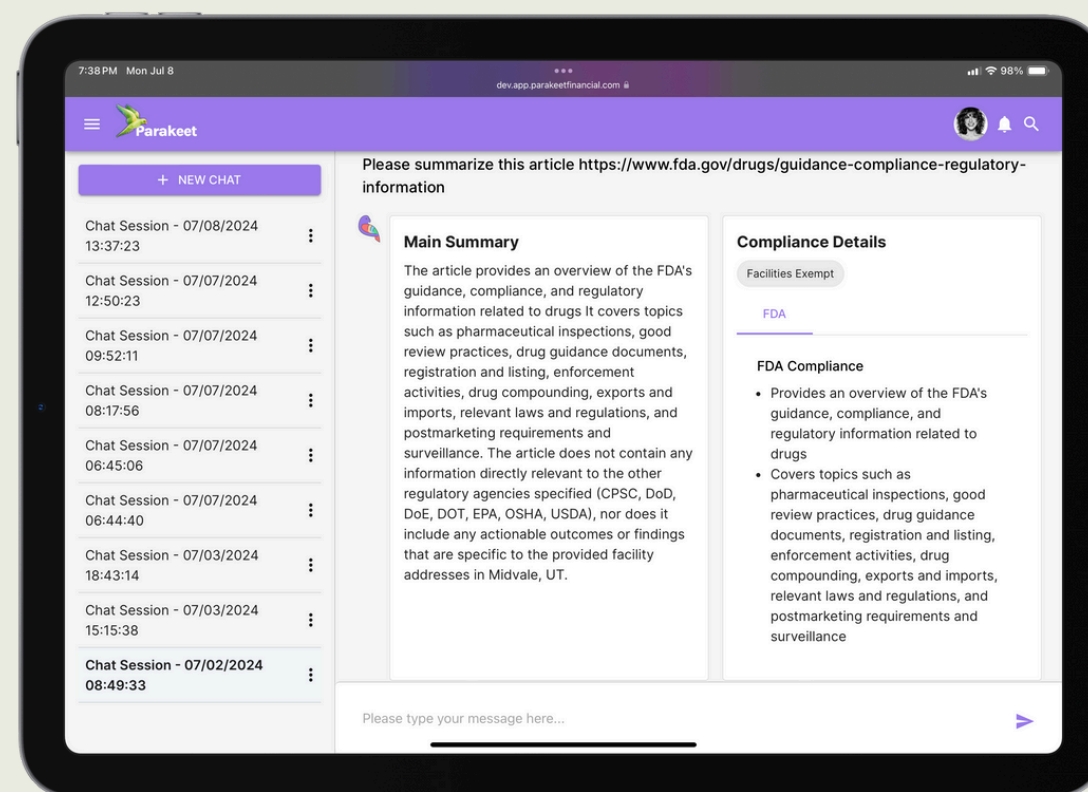 7:38 PM Mon Jul 8
dev.app.parakeetfinancial.com
98%
Parakeet
+ NEW CHAT
Chat Session - 07/08/2024
13:37:23
Chat Session - 07/07/2024
12:50:23
Chat Session - 07/07/2024
09:52:11
Chat Session - 07/07/2024
08:17:56
Chat Session - 07/07/2024
06:45:06
Chat Session - 07/07/2024
06:44:40
Chat Session - 07/03/2024
18:43:14
Chat Session - 07/03/2024
15:15:38
Chat Session - 07/02/2024
08:49:33
Please summarize this article https://www.fda.gov/drugs/guidance-compliance-regulatory-
information
Main Summary
The article provides an overview of the FDA's
guidance, compliance, and regulatory
information related to drugs It covers topics
such as pharmaceutical inspections, good
review practices, drug guidance documents,
registration and listing, enforcement
activities, drug compounding, exports and
imports, relevant laws and regulations, and
postmarketing requirements and
surveillance. The article does not contain any
information directly relevant to the other
regulatory agencies specified (CPSC, DoD,
DoE, DOT, EPA, OSHA, USDA), nor does it
include any actionable outcomes or findings
that are specific to the provided facility
addresses in Midvale, UT.
Compliance Details
Facilities Exempt
FDA
FDA Compliance
• Provides an overview of the FDA's
guidance, compliance, and
regulatory information related to
drugs
• Covers topics such as
pharmaceutical inspections, good
review practices, drug guidance
documents, registration and listing,
enforcement activities, drug
compounding, exports and imports,
relevant laws and regulations, and
postmarketing requirements and
surveillance
Please type your message here...